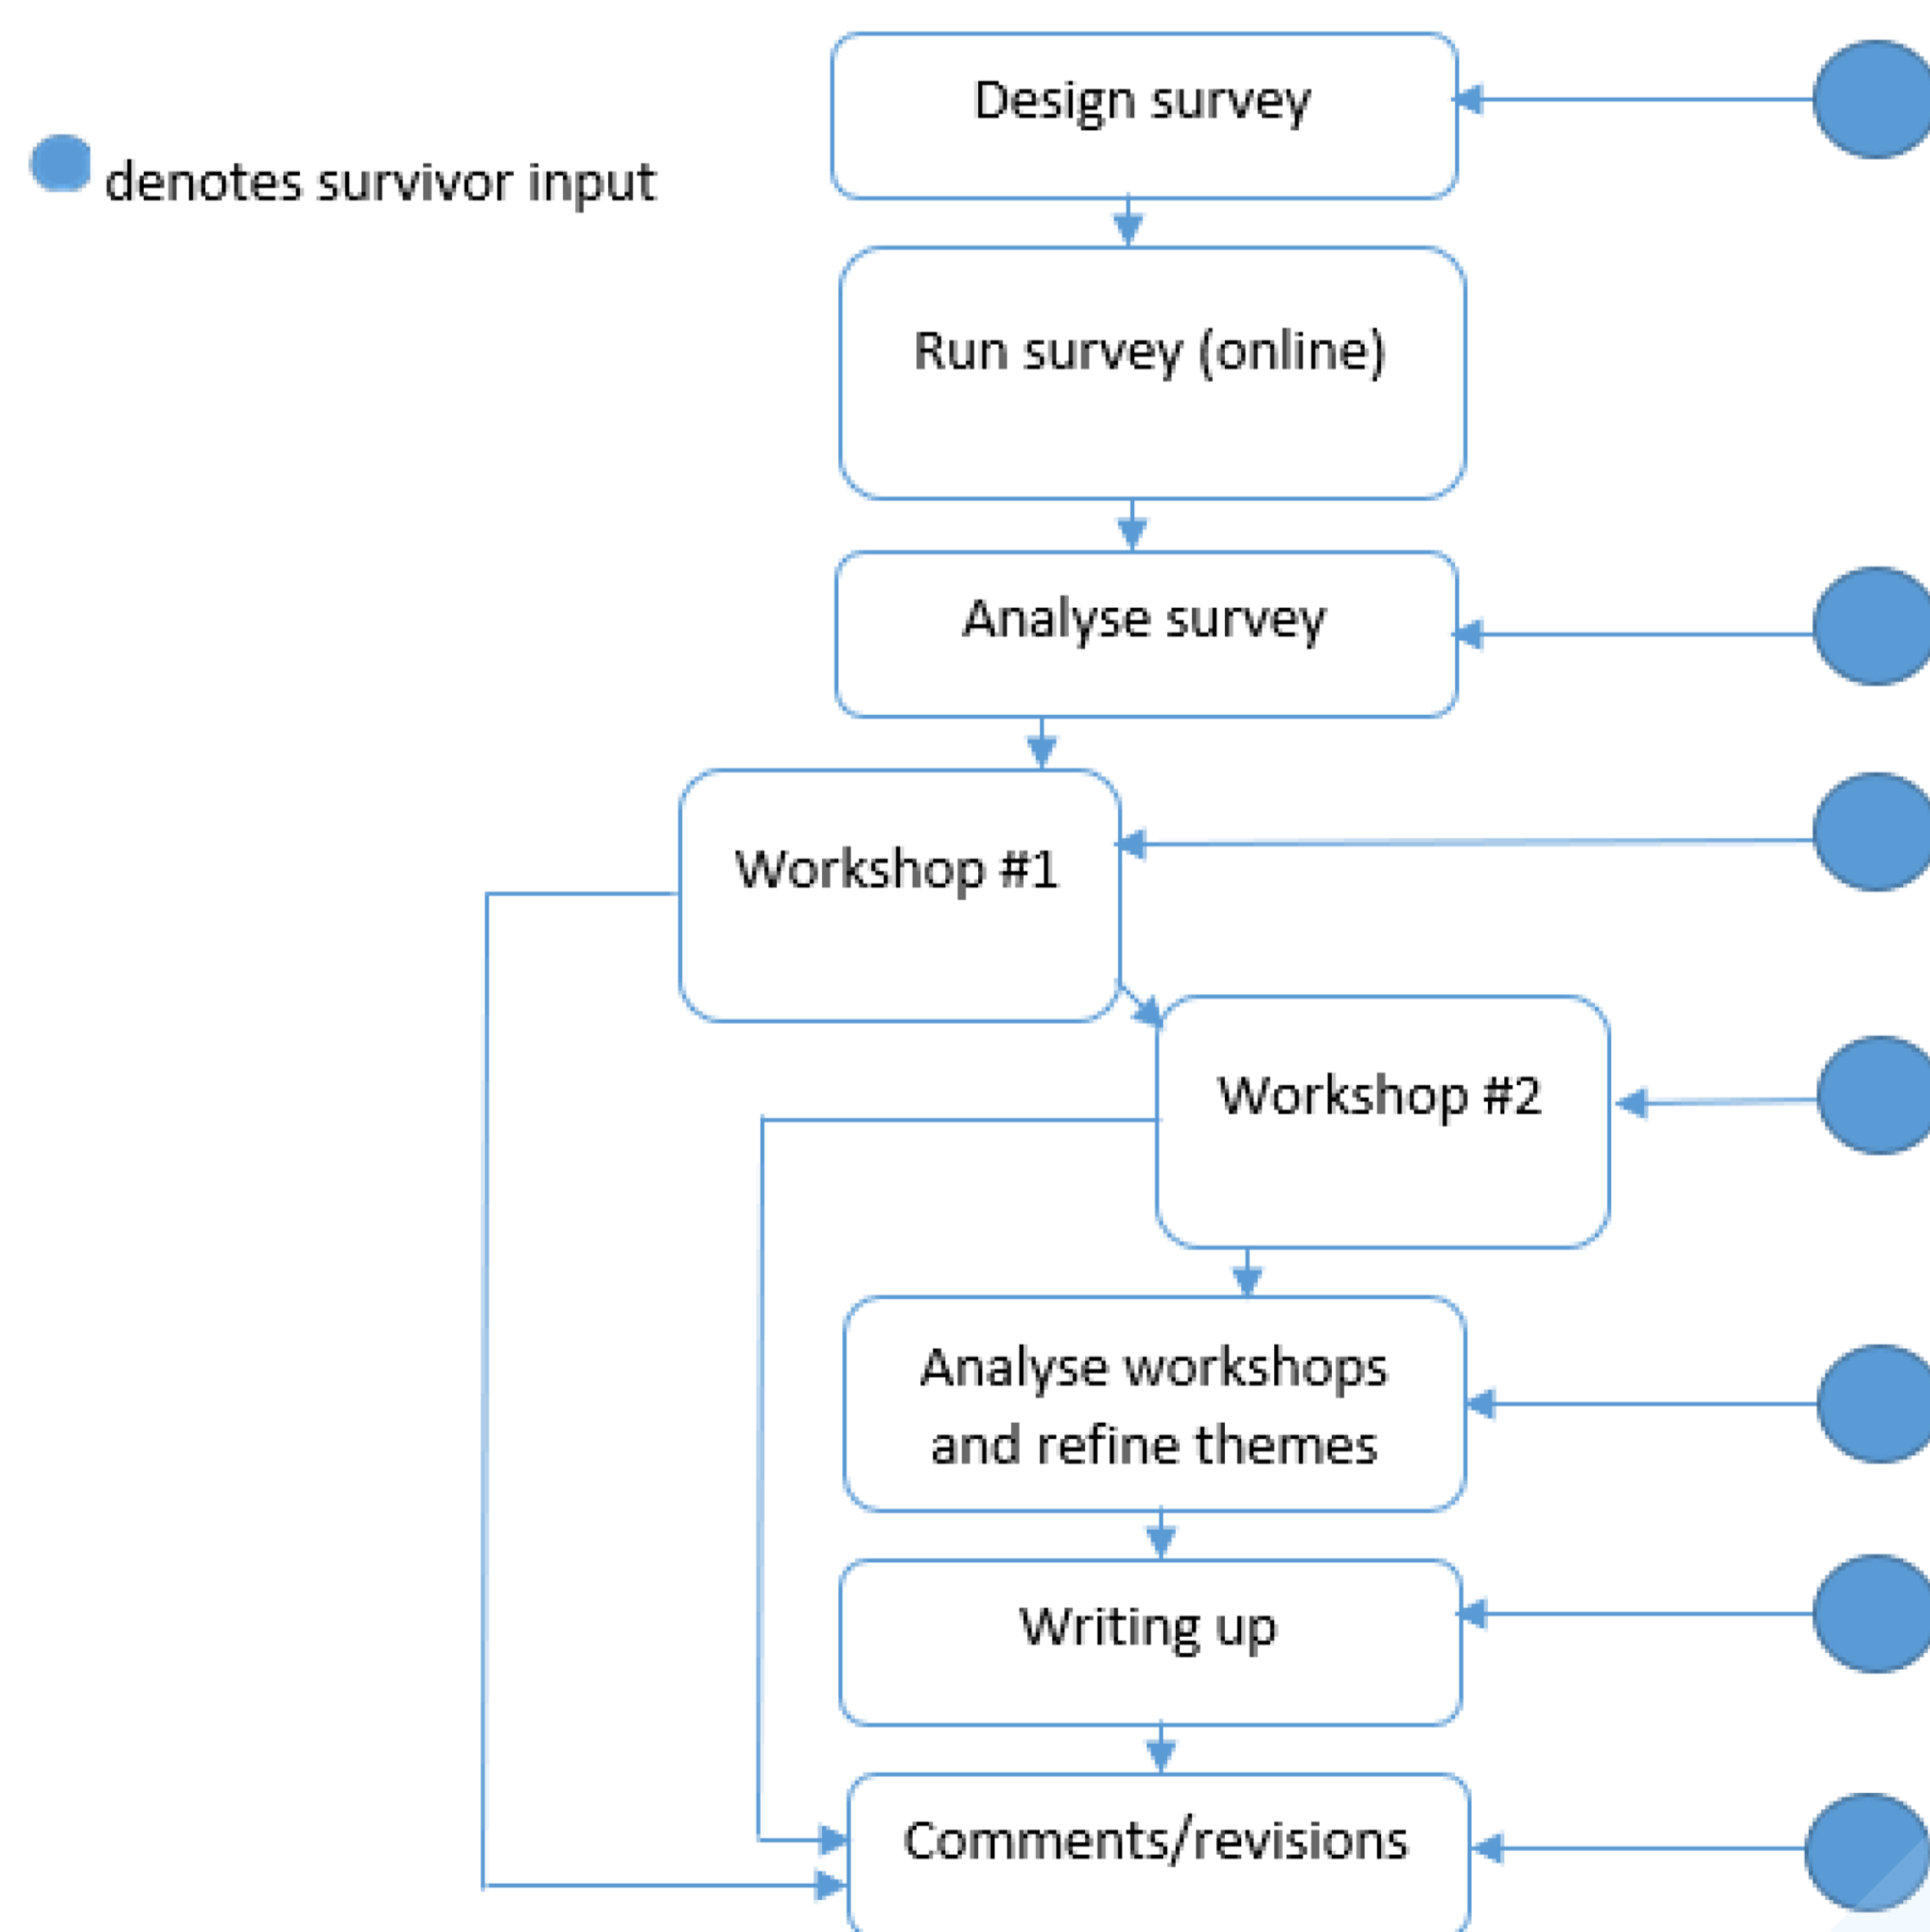 Design survey
denotes survivor input
Run survey (online)
Analyse survey
Workshop #1
Workshop #2
Analyse workshops
and refine themes
Writing up
Comments/revisions